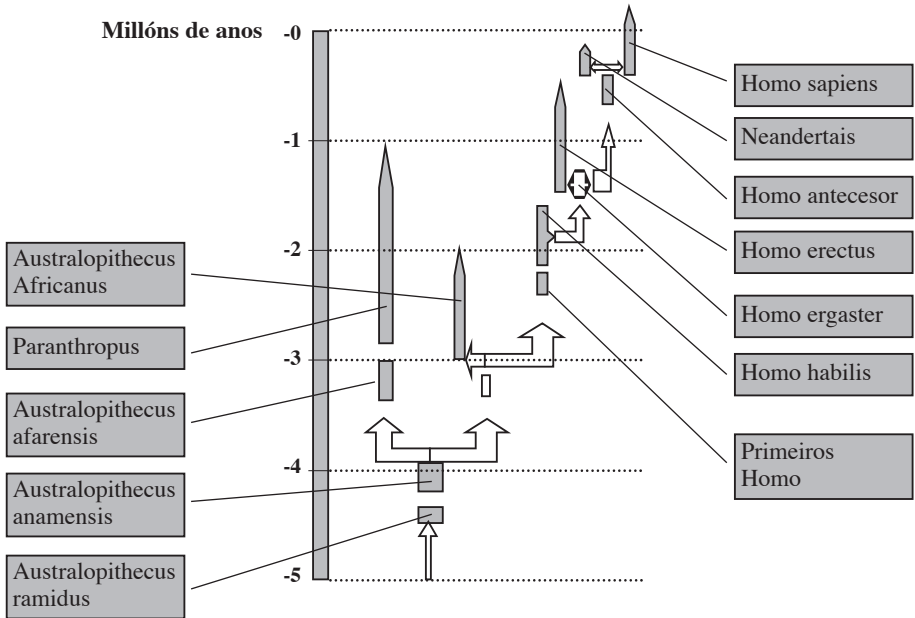 Millóns de anos
-0
-1
-2
-3
-4
-5
Australopithecus
Africanus
Paranthropus
Australopithecus
afarensis
Australopithecus
anamensis
Australopithecus
ramidus
Homo sapiens
Neandertais
Homo antecesor
Homo erectus
Homo ergaster
Homo habilis
Primeiros
Homo